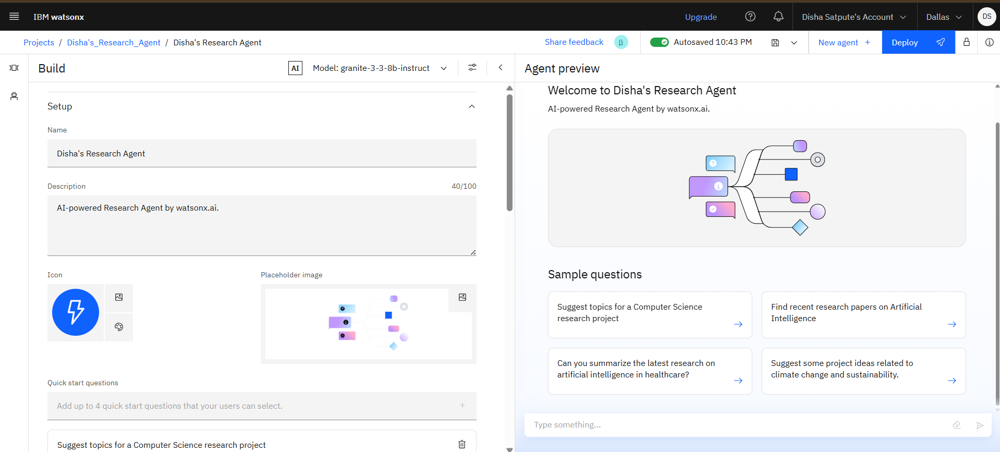 IBM watsonx
Upgrade
Disha Satpute's Account
Dallas
DS
Projects / Disha's_Research_Agent / Disha's Research Agent
Share feedback
β
Autosaved 10:43 PM
New agent +
Deploy
Build
AI
Model: granite-3-3-8b-instruct
Agent preview
Setup
Name
Disha's Research Agent
Description
40/100
AI-powered Research Agent by watsonx.ai.
Icon
Placeholder image
Quick start questions
Add up to 4 quick start questions that your users can select.
Suggest topics for a Computer Science research project
Welcome to Disha's Research Agent
AI-powered Research Agent by watsonx.ai.
Sample questions
Suggest topics for a Computer Science
research project
Find recent research papers on Artificial
Intelligence
Can you summarize the latest research on
artificial intelligence in healthcare?
Suggest some project ideas related to
climate change and sustainability.
Type something...